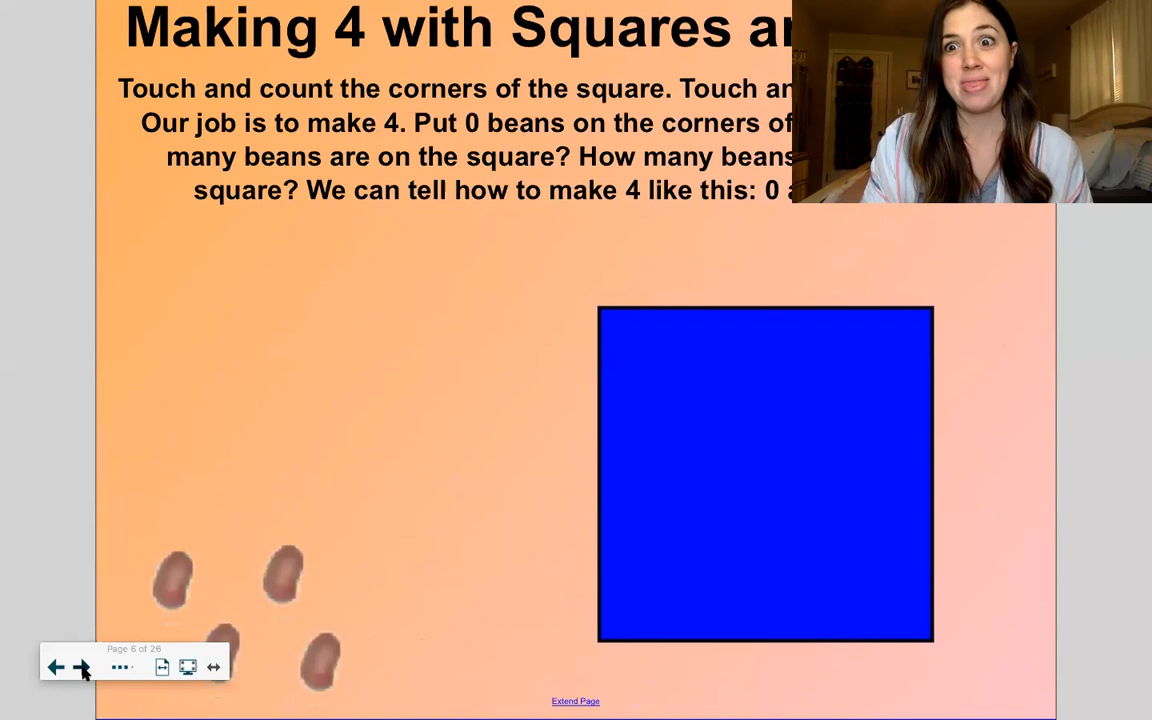 Making 4 with Squares
Touch and count the corners of the square. Touch
Our job is to make 4. Put 0 beans on the corners of
many beans are on the square? How many beans
square? We can tell how to make 4 like this: 0
Page 6 of 26
Extend Page